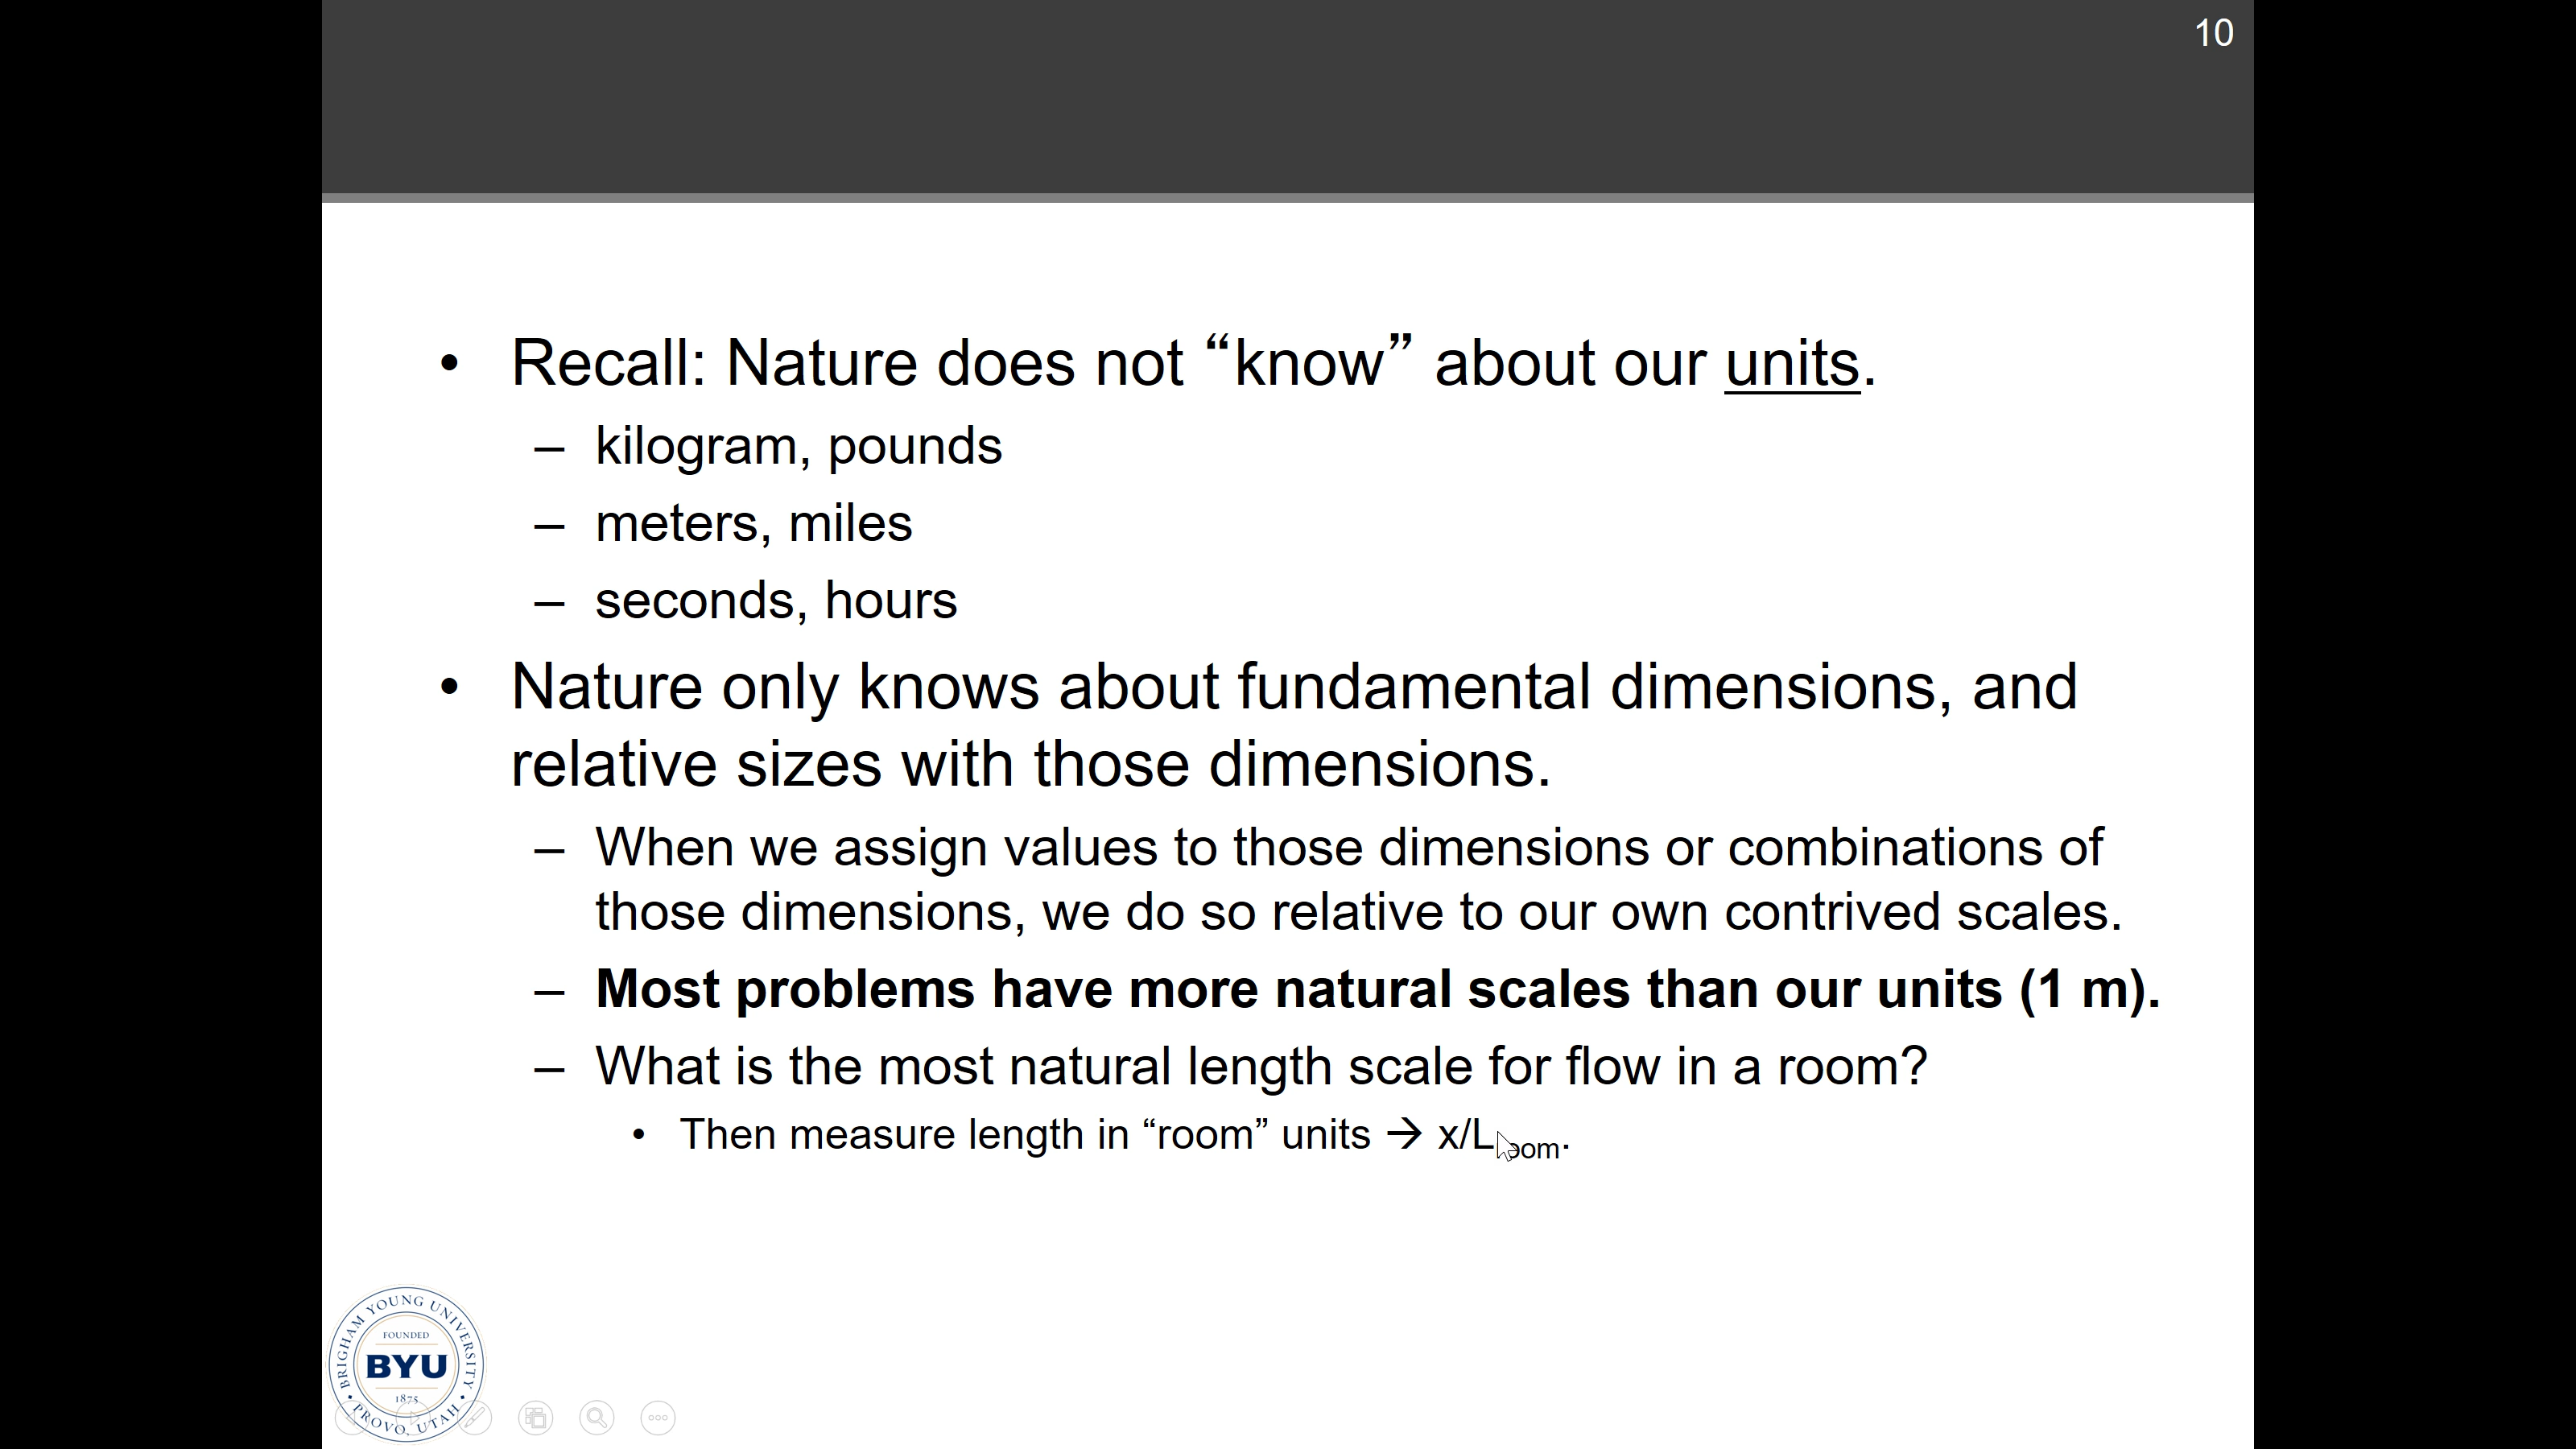 10
• Recall: Nature does not “know” about our units.
– kilogram, pounds
– meters, miles
– seconds, hours
• Nature only knows about fundamental dimensions, and
relative sizes with those dimensions.
– When we assign values to those dimensions or combinations of
those dimensions, we do so relative to our own contrived scales.
– Most problems have more natural scales than our units (1 m).
– What is the most natural length scale for flow in a room?
• Then measure length in “room” units → x/Lroom.
BRIGHAM YOUNG UNIVERSITY
FOUNDED
BYU
1875
PROVO, UTAH